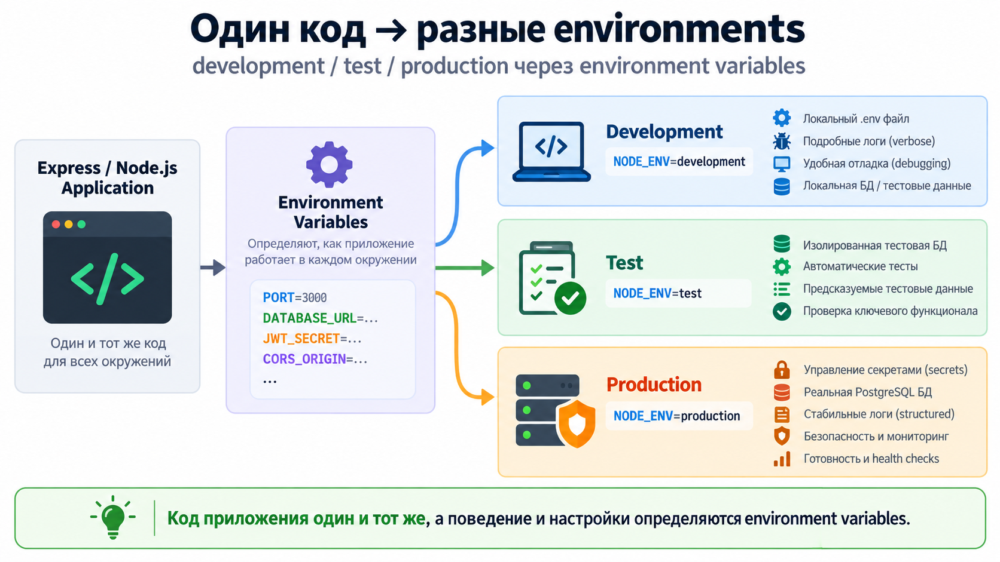 Один код → разные environments
development / test / production через environment variables
Express / Node.js
Application
</>
Один и тот же код
для всех окружений
Environment
Variables
Определяют, как приложение
работает в каждом окружении
PORT=3000
DATABASE_URL=...
JWT_SECRET=...
CORS_ORIGIN=...
...
</>
Development
NODE_ENV=development
Локальный .env файл
Подробные логи (verbose)
Удобная отладка (debugging)
Локальная БД / тестовые данные
Test
NODE_ENV=test
Изолированная тестовая БД
Автоматические тесты
Предсказуемые тестовые данные
Проверка ключевого функционала
Production
NODE_ENV=production
Управление секретами (secrets)
Реальная PostgreSQL БД
Стабильные логи (structured)
Безопасность и мониторинг
Готовность и health checks
Код приложения один и тот же, а поведение и настройки определяются environment variables.